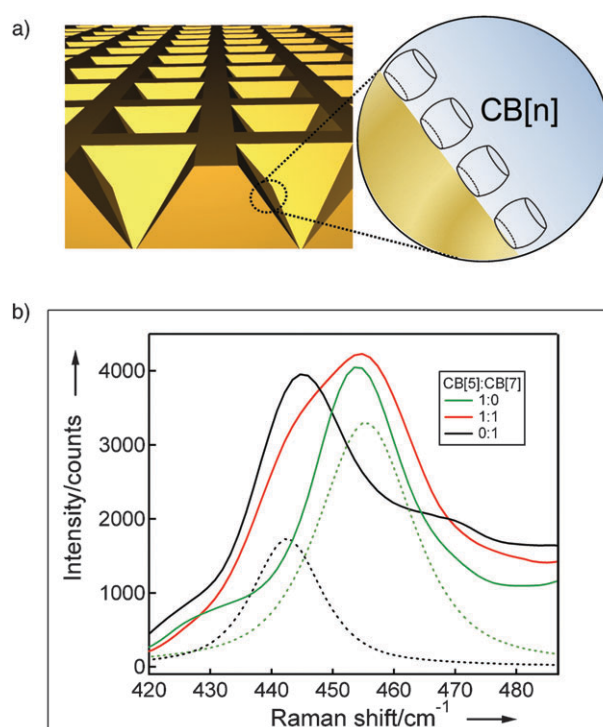 a)
CB[n]
b)
Intensity/counts
4000
3000
2000
1000
0
CB[5]:CB[7]
1:0
1:1
0:1
420 430 440 450 460 470 480
Raman shift/cm⁻¹